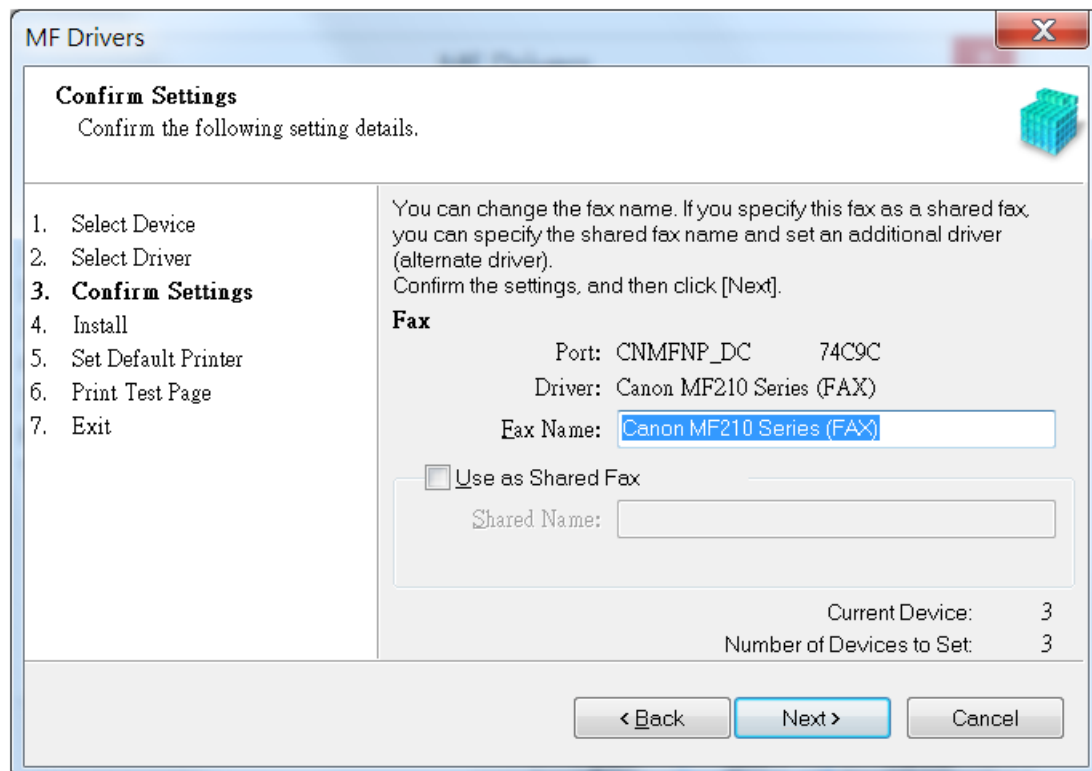 MF Drivers
Confirm Settings
Confirm the following setting details.
1. Select Device
2. Select Driver
3. Confirm Settings
4. Install
5. Set Default Printer
6. Print Test Page
7. Exit
You can change the fax name. If you specify this fax as a shared fax,
you can specify the shared fax name and set an additional driver
(alternate driver).
Confirm the settings, and then click [Next].
Fax
Port: CNMFNP_DC 74C9C
Driver: Canon MF210 Series (FAX)
Fax Name: Canon MF210 Series (FAX)
Use as Shared Fax
Shared Name:
Current Device: 3
Number of Devices to Set: 3
< Back Next > Cancel